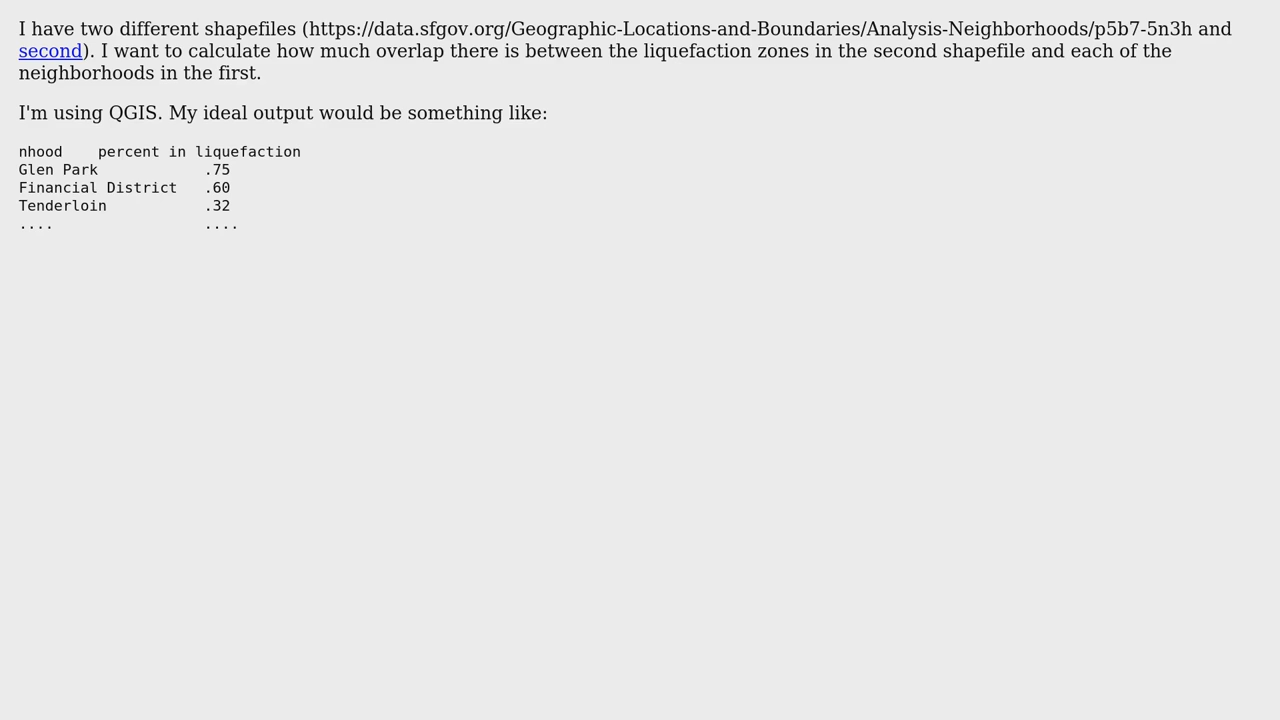 I have two different shapefiles (https://data.sfgov.org/Geographic-Locations-and-Boundaries/Analysis-Neighborhoods/p5b7-5n3h and
second). I want to calculate how much overlap there is between the liquefaction zones in the second shapefile and each of the
neighborhoods in the first.
I'm using QGIS. My ideal output would be something like:
nhood    percent in liquefaction
Glen Park            .75
Financial District   .60
Tenderloin           .32
....                 ....